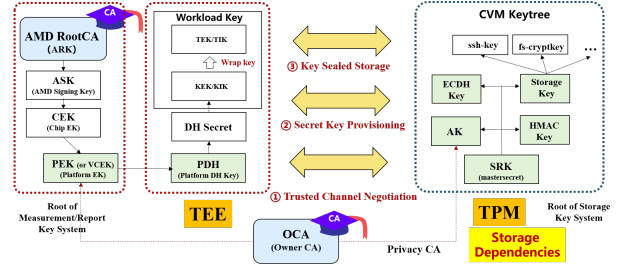 CA
AMD RootCA
(ARK)
ASK
(AMD Signing Key)
CEK
(Chip EK)
PEK (or VCEK)
(Platform EK)
Root of
Measurement/Report
Key System
Workload Key
TEK/TIK
Wrap key
KEK/KIK
DH Secret
PDH
(Platform DH Key)
TEE
③ Key Sealed Storage
② Secret Key Provisioning
① Trusted Channel Negotiation
CVM Keytree
ssh-key
fs-cryptkey
...
ECDH
Key
Storage
Key
AK
HMAC
Key
SRK
(mastersecret)
TPM
Root of Storage
Key System
Storage
Dependencies
CA
OCA
(Owner CA)
Privacy CA